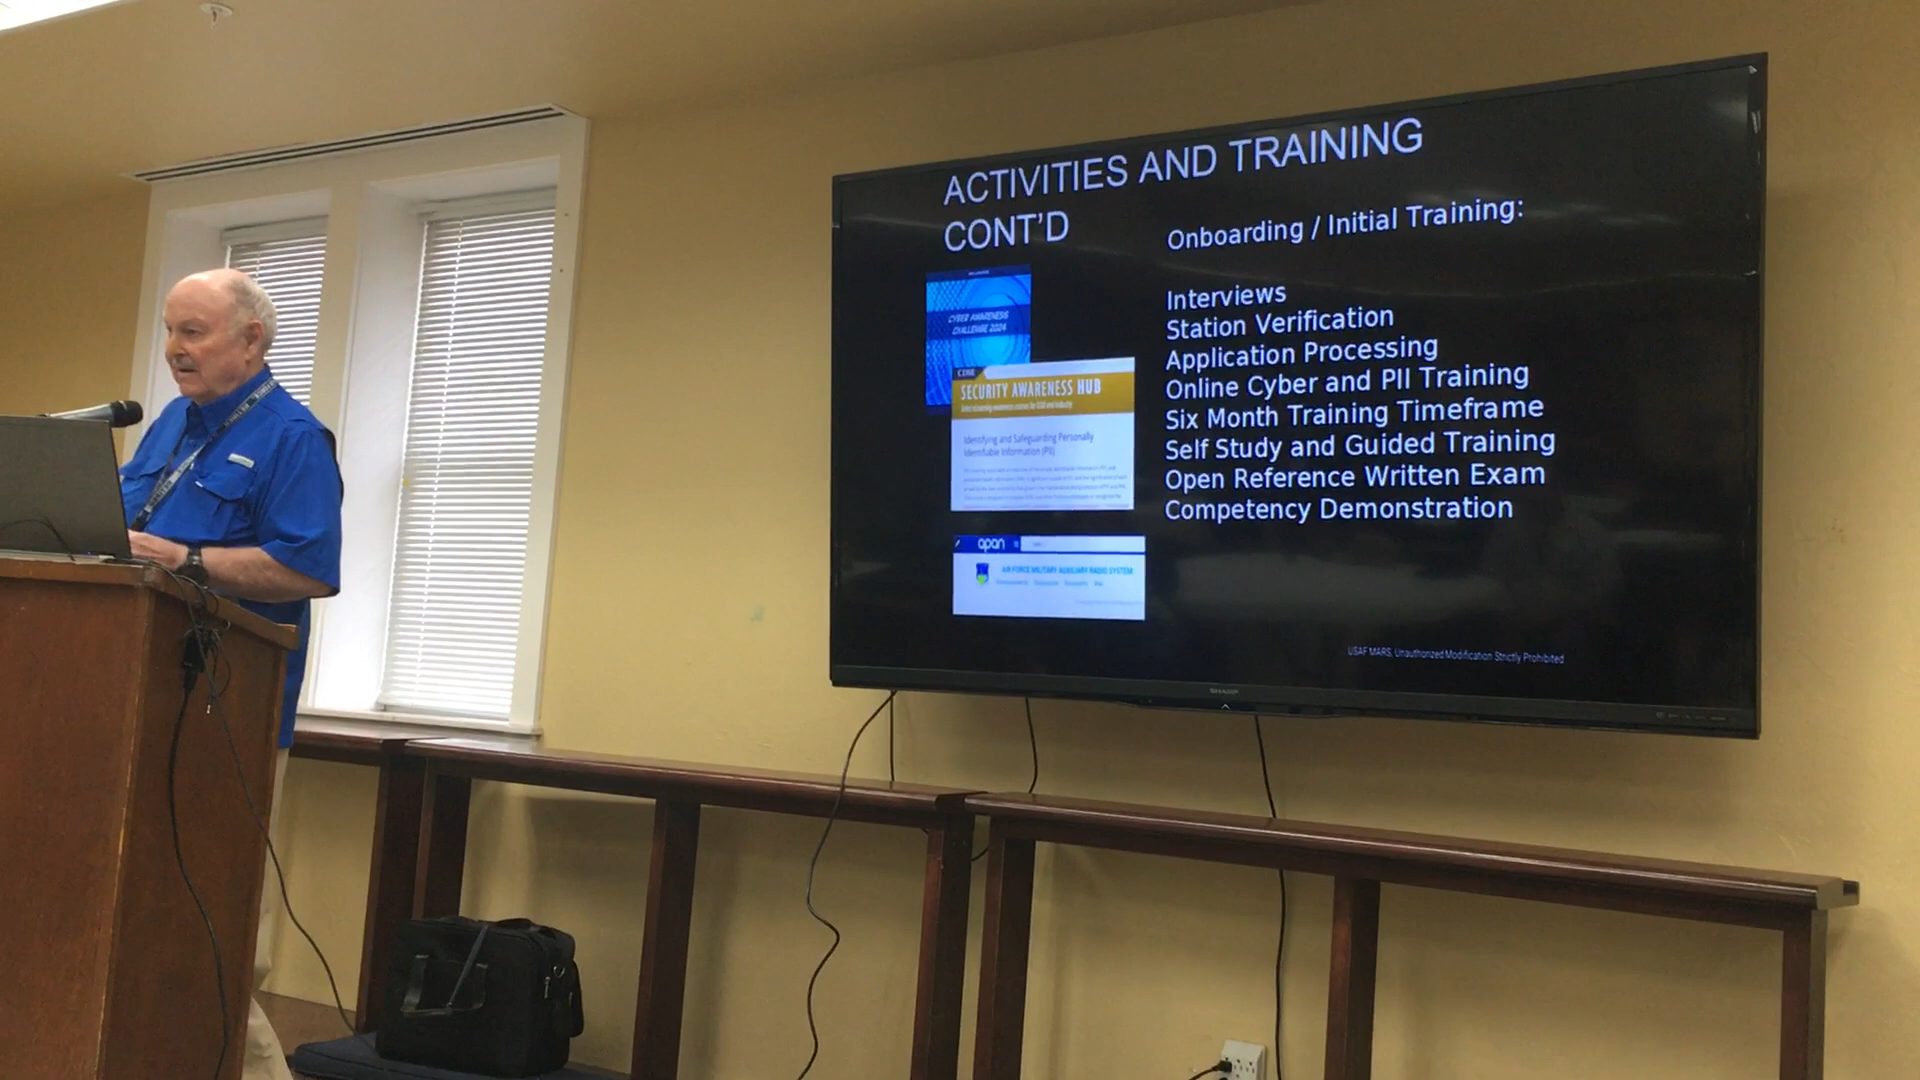 ACTIVITIES AND TRAINING
CONT'D
Onboarding / Initial Training:
Interviews
Station Verification
Application Processing
Online Cyber and PII Training
Six Month Training Timeframe
Self Study and Guided Training
Open Reference Written Exam
Competency Demonstration
CYBER AWARENESS
CHALLENGE 2024
CDSE
SECURITY AWARENESS HUB
Identifying and Safeguarding Personally
Identifiable Information (PII)
apan
AIR FORCE MILITARY AUXILIARY RADIO SYSTEM
USAF MARS, Unauthorized Modification Strictly Prohibited
SHARP